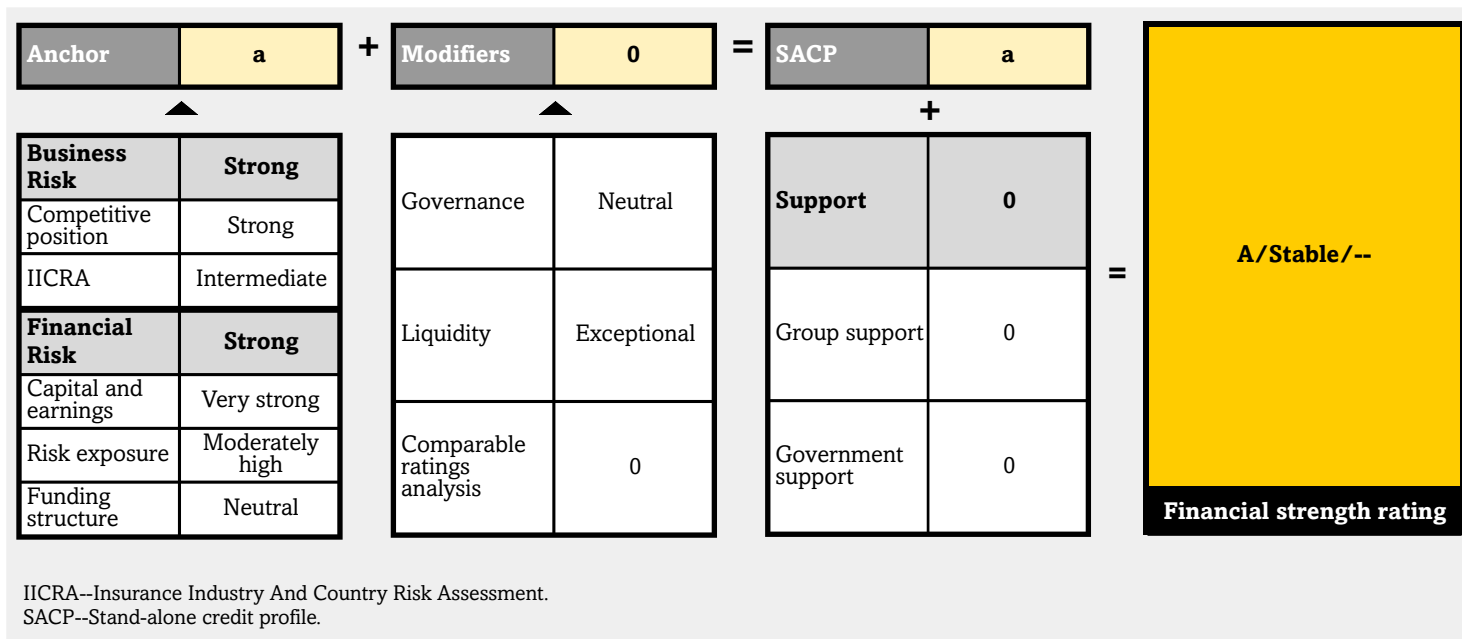 Anchor a + Modifiers 0 = SACP a
+
Business
Risk
Strong
Competitive
position
Strong
IICRA Intermediate
Financial
Risk
Strong
Capital and
earnings
Very strong
Risk exposure
Moderately
high
Funding
structure
Neutral
Governance Neutral
Liquidity Exceptional
Comparable
ratings
analysis
0
Support 0
Group support 0
Government
support
0
=
A/Stable/--
Financial strength rating
IICRA--Insurance Industry And Country Risk Assessment.
SACP--Stand-alone credit profile.